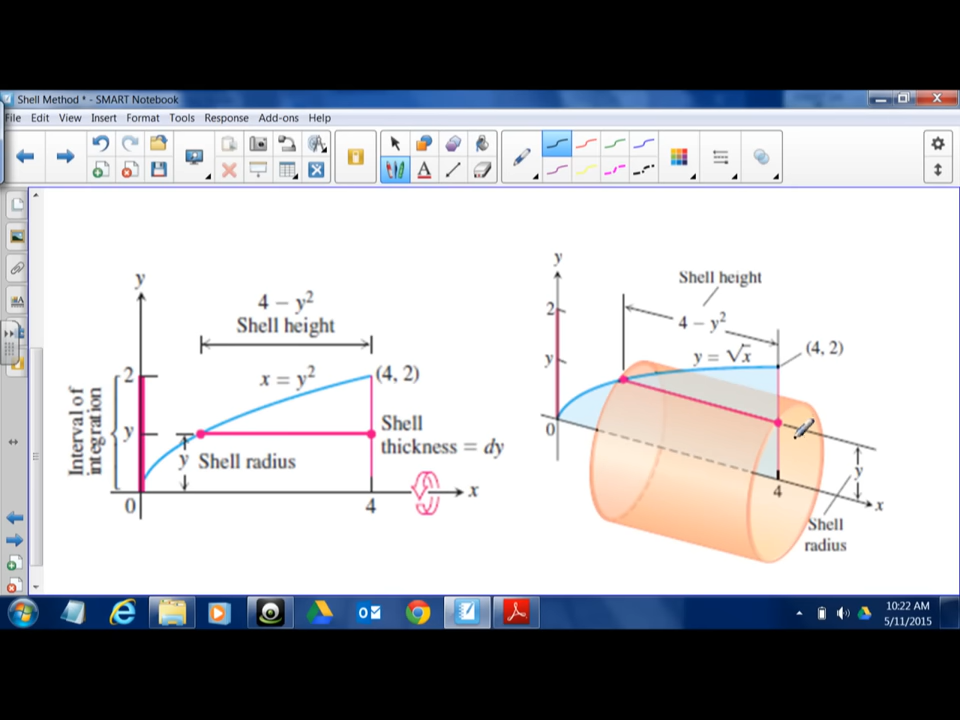 Shell Method * - SMART Notebook
File Edit View Insert Format Tools Response Add-ons Help
y
4 – y²
Shell height
x = y²
(4, 2)
2
Interval of
integration
y
Shell
thickness = dy
y Shell radius
x
0
4
y
Shell height
2
4 – y²
y = √x
(4, 2)
y
0
y
4
x
Shell
radius
10:22 AM
5/11/2015